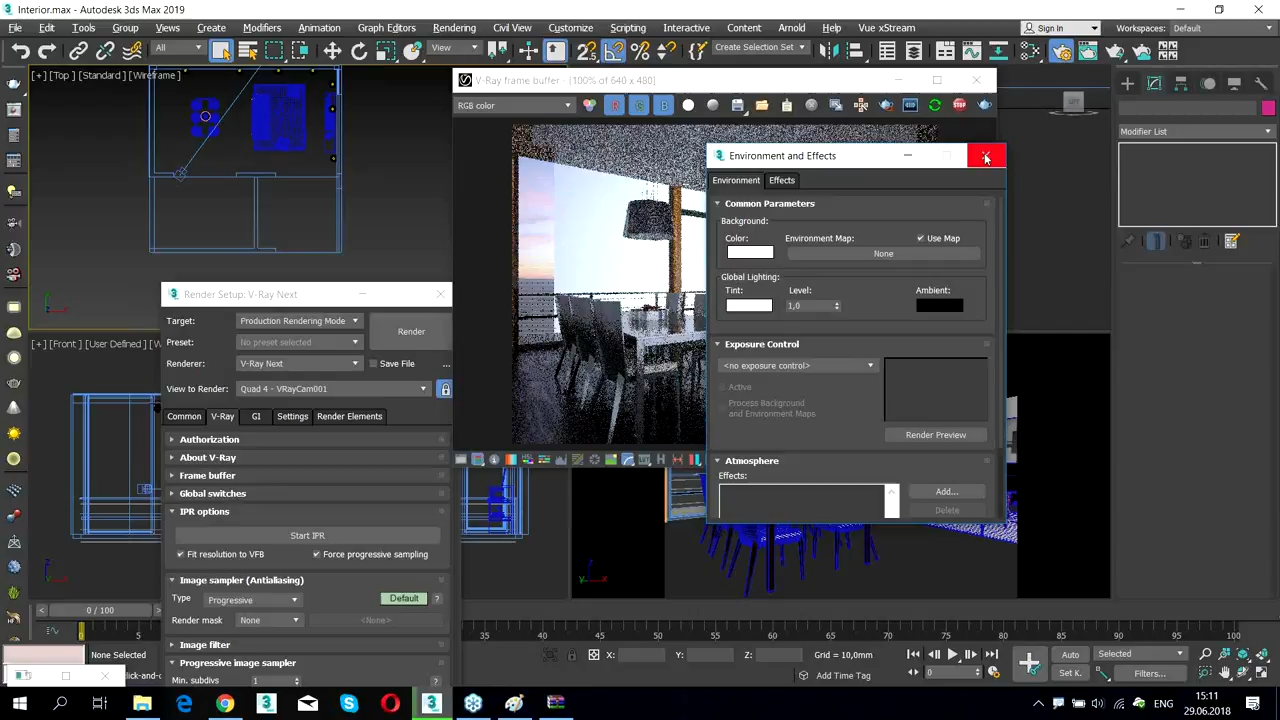 Interior.max - Autodesk 3ds Max 2019
File Edit Tools Group Views Create Modifiers Animation Graph Editors Rendering Civil View Customize Scripting Interactive Content Arnold Help Vue xStream
Sign In Workspaces: Default
All View Create Selection Set
[+] [Top] [Standard] [Wireframe]
V-Ray frame buffer - [100% of 640 x 480]
RGB color
R G B
Modifier List
Environment and Effects
Environment Effects
Common Parameters
Background:
Color: Environment Map: Use Map
None
Global Lighting:
Tint: Level: Ambient:
1,0
Exposure Control
<no exposure control>
Active
Process Background
and Environment Maps
Render Preview
Atmosphere
Effects:
Add...
Delete
Render Setup: V-Ray Next
Target: Production Rendering Mode
Render
Preset: No preset selected
Renderer: V-Ray Next Save File ...
View to Render: Quad 4 - VRayCam001
Common V-Ray GI Settings Render Elements
Authorization
About V-Ray
Frame buffer
Global switches
IPR options
Start IPR
Fit resolution to VFB Force progressive sampling
Image sampler (Antialiasing)
Type Progressive Default ?
Render mask None <None>
Image filter
Progressive image sampler
Min. subdivs 1 ?
[+] [Front] [User Defined]
0 / 100
5 35 40 45 50 55 60 65 70 75 80 85 90 95 100
None Selected
X: Y: Z: Grid = 10,0mm
Add Time Tag
Auto Selected
Set K. Filters...
0
ENG
15:11
29.06.2018